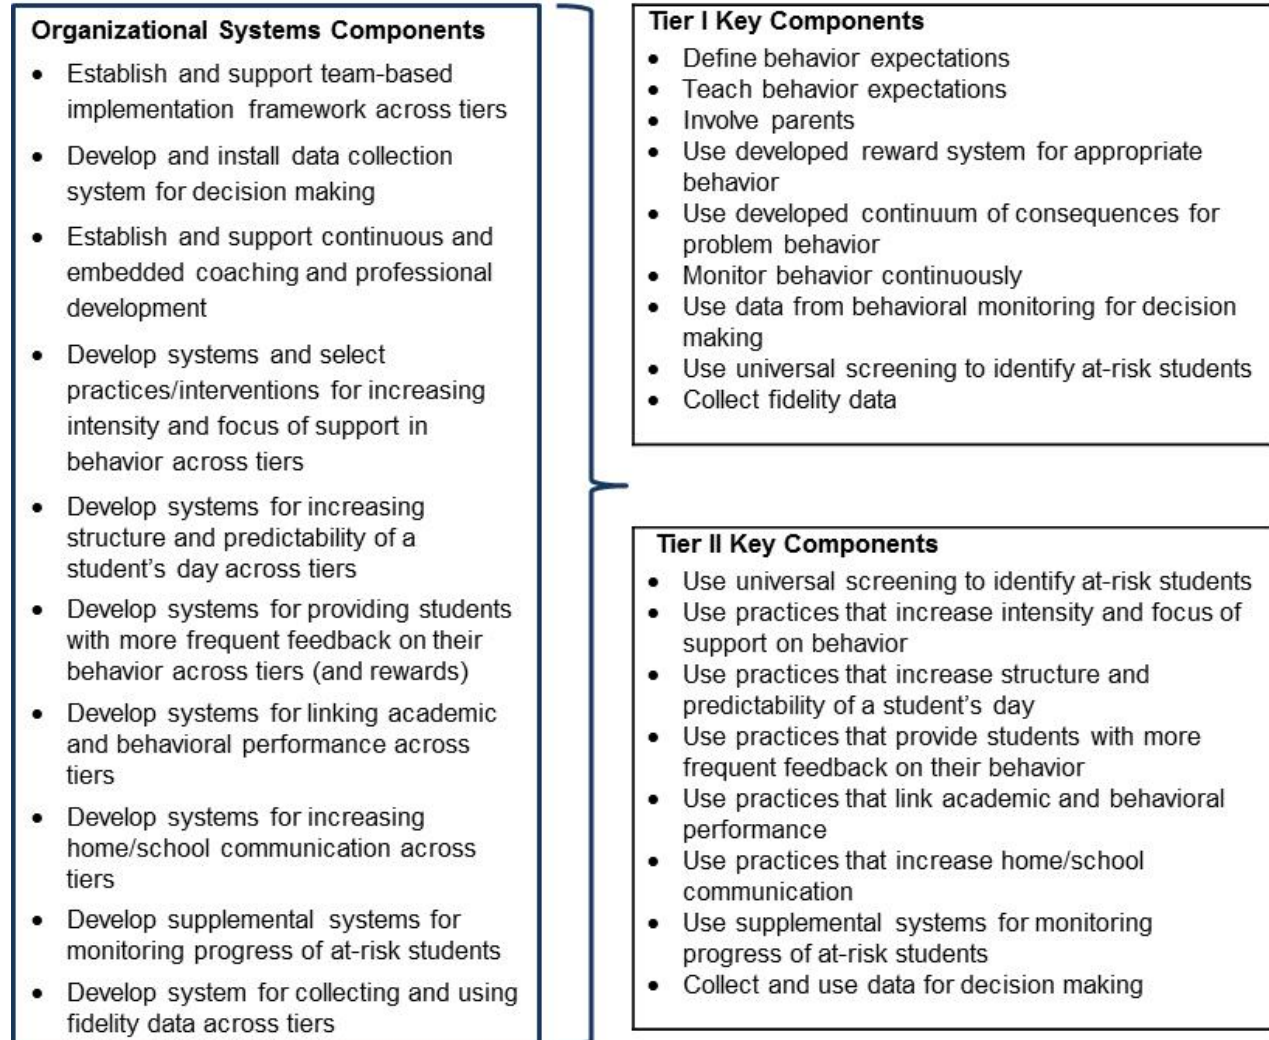 Organizational Systems Components
• Establish and support team-based
implementation framework across tiers
• Develop and install data collection
system for decision making
• Establish and support continuous and
embedded coaching and professional
development
• Develop systems and select
practices/interventions for increasing
intensity and focus of support in
behavior across tiers
• Develop systems for increasing
structure and predictability of a
student's day across tiers
• Develop systems for providing students
with more frequent feedback on their
behavior across tiers (and rewards)
• Develop systems for linking academic
and behavioral performance across
tiers
• Develop systems for increasing
home/school communication across
tiers
• Develop supplemental systems for
monitoring progress of at-risk students
• Develop system for collecting and using
fidelity data across tiers
Tier I Key Components
• Define behavior expectations
• Teach behavior expectations
• Involve parents
• Use developed reward system for appropriate
behavior
• Use developed continuum of consequences for
problem behavior
• Monitor behavior continuously
• Use data from behavioral monitoring for decision
making
• Use universal screening to identify at-risk students
• Collect fidelity data
Tier II Key Components
• Use universal screening to identify at-risk students
• Use practices that increase intensity and focus of
support on behavior
• Use practices that increase structure and
predictability of a student's day
• Use practices that provide students with more
frequent feedback on their behavior
• Use practices that link academic and behavioral
performance
• Use practices that increase home/school
communication
• Use supplemental systems for monitoring
progress of at-risk students
• Collect and use data for decision making